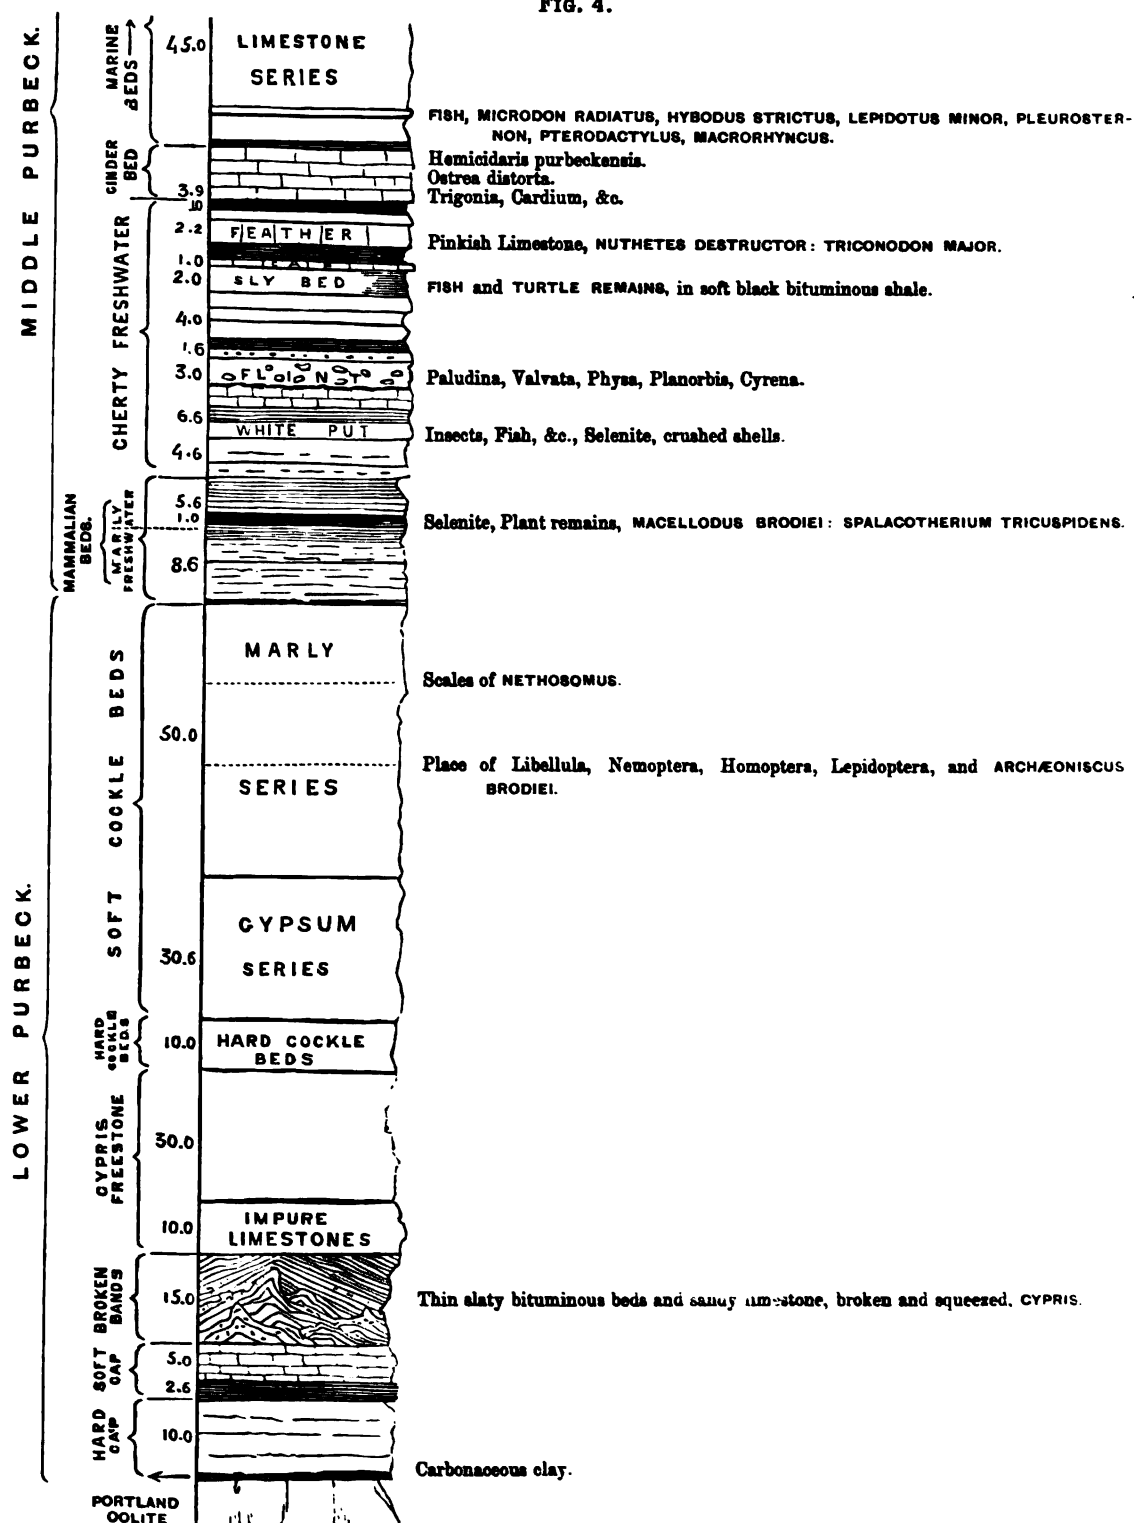 FIG. 4.
MIDDLE PURBECK.
MARINE
BEDS
45.0
LIMESTONE
SERIES
FISH, MICRODON RADIATUS, HYBODUS STRICTUS, LEPIDOTUS MINOR, PLEUROSTER-
NON, PTERODACTYLUS, MACRORHYNCUS.
CINDER
BED
3.9
Hemicidaris purbeckensis.
Ostrea distorta.
Trigonia, Cardium, &c.
CHERTY FRESHWATER
10
2.2
FEATHER
Pinkish Limestone, NUTHETES DESTRUCTOR: TRICONODON MAJOR.
1.0
2.0
SLY BED
FISH and TURTLE REMAINS, in soft black bituminous shale.
4.0
1.6
3.0
FLINT
Paludina, Valvata, Physa, Planorbis, Cyrena.
6.6
WHITE PUT
Insects, Fish, &c., Selenite, crushed shells.
4.6
MAMMALIAN
BEDS.
MARILY
FRESHWATER
5.6
1.0
Selenite, Plant remains, MACELLODUS BRODIEI: SPALACOTHERIUM TRICUSPIDENS.
8.6
LOWER PURBECK.
SOFT COCKLE BEDS
MARLY
Scales of NETHOSOMUS.
50.0
Place of Libellula, Nemoptera, Homoptera, Lepidoptera, and ARCHÆONISCUS
BRODIEI.
SERIES
GYPSUM
30.6
SERIES
HARD
COCKLE
BEDS
10.0
HARD COCKLE
BEDS
CYPRIS
FREESTONE
30.0
10.0
IMPURE
LIMESTONES
BROKEN
BANDS
15.0
Thin slaty bituminous beds and sandy limestone, broken and squeezed. CYPRIS.
SOFT
CAP
5.0
2.6
HARD
CAP
10.0
Carbonaceous clay.
PORTLAND
OOLITE